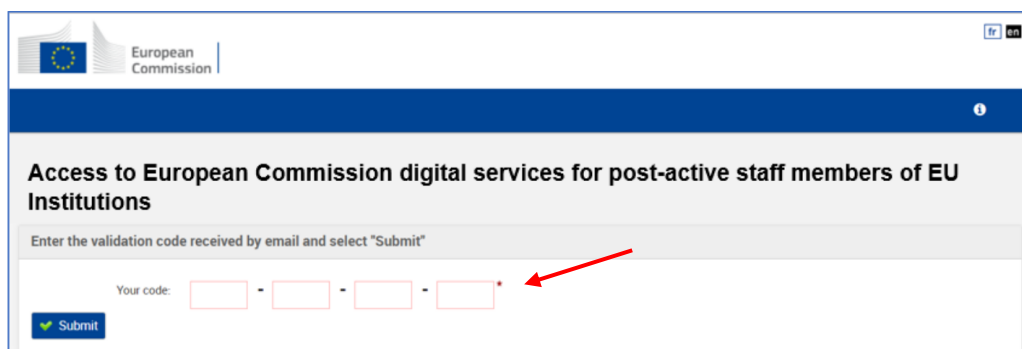 fr en
European
Commission
Access to European Commission digital services for post-active staff members of EU
Institutions
Enter the validation code received by email and select "Submit"
Your code: - - - *
Submit